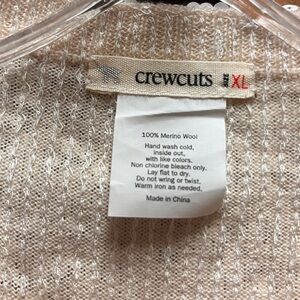 crewcuts SIZE XL
100% Merino Wool
Hand wash cold,
inside out,
with like colors.
Non chlorine bleach only.
Lay flat to dry.
Do not wring or twist.
Warm iron as needed.
Made in China